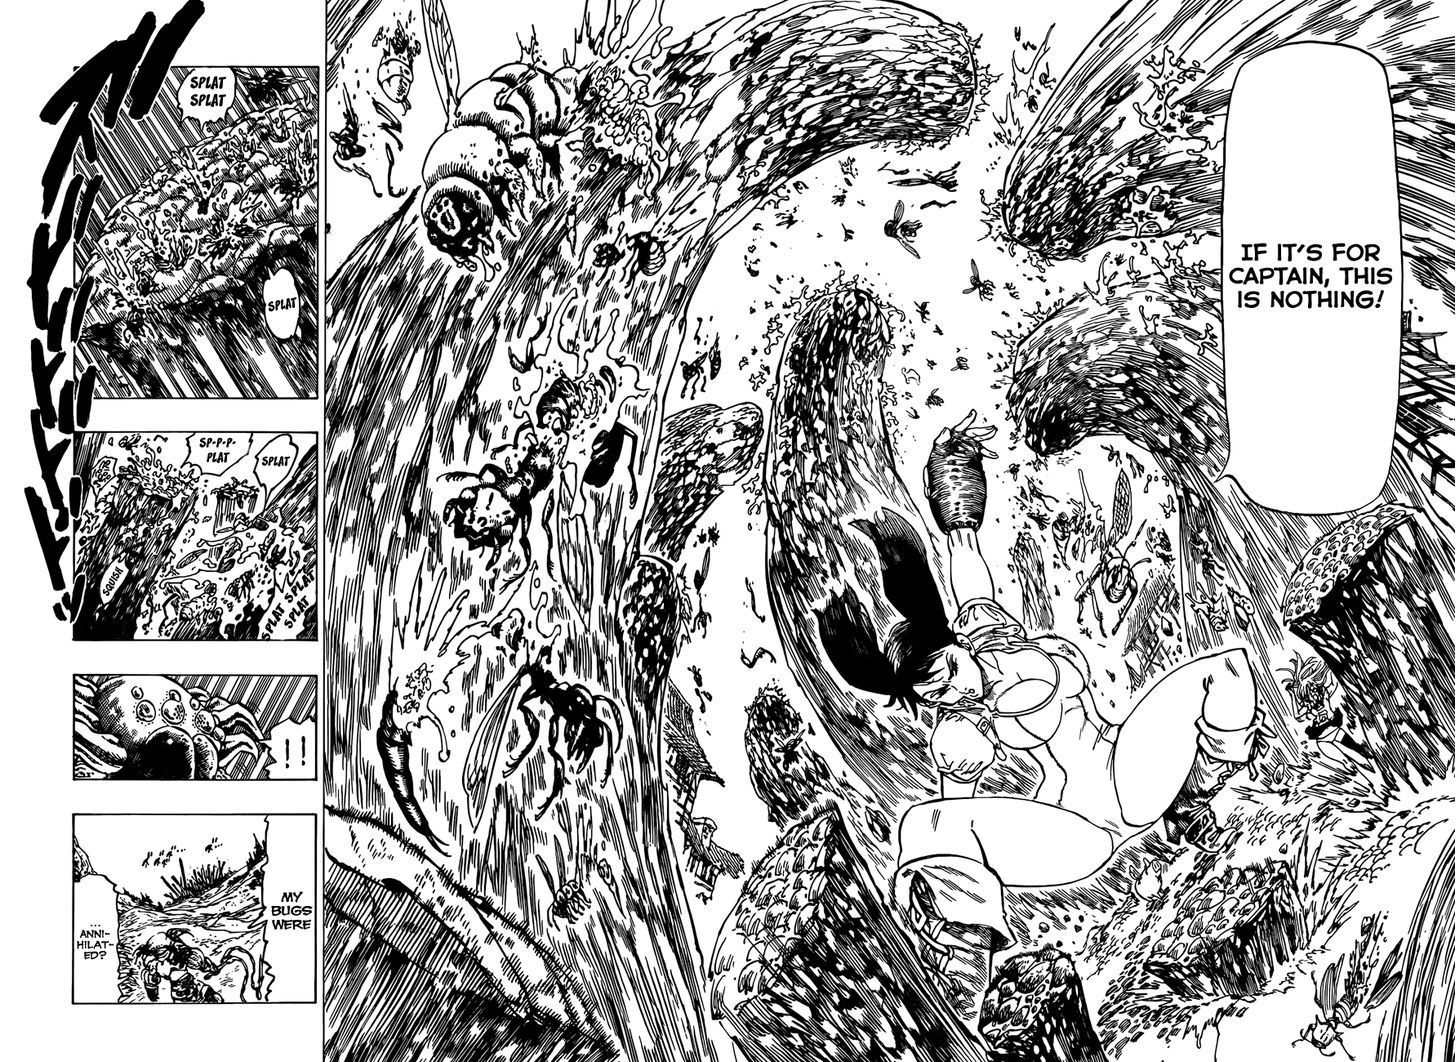 IF IT'S FOR
CAPTAIN, THIS
IS NOTHING!
SPLAT
SPLAT
SPLAT
SP-P-P-
PLAT
SPLAT
SQUISH
SPLAT
SPLAT
SPLAT
SPLAT
!!
MY
BUGS
WERE
...
ANNI-
HILAT-
ED?